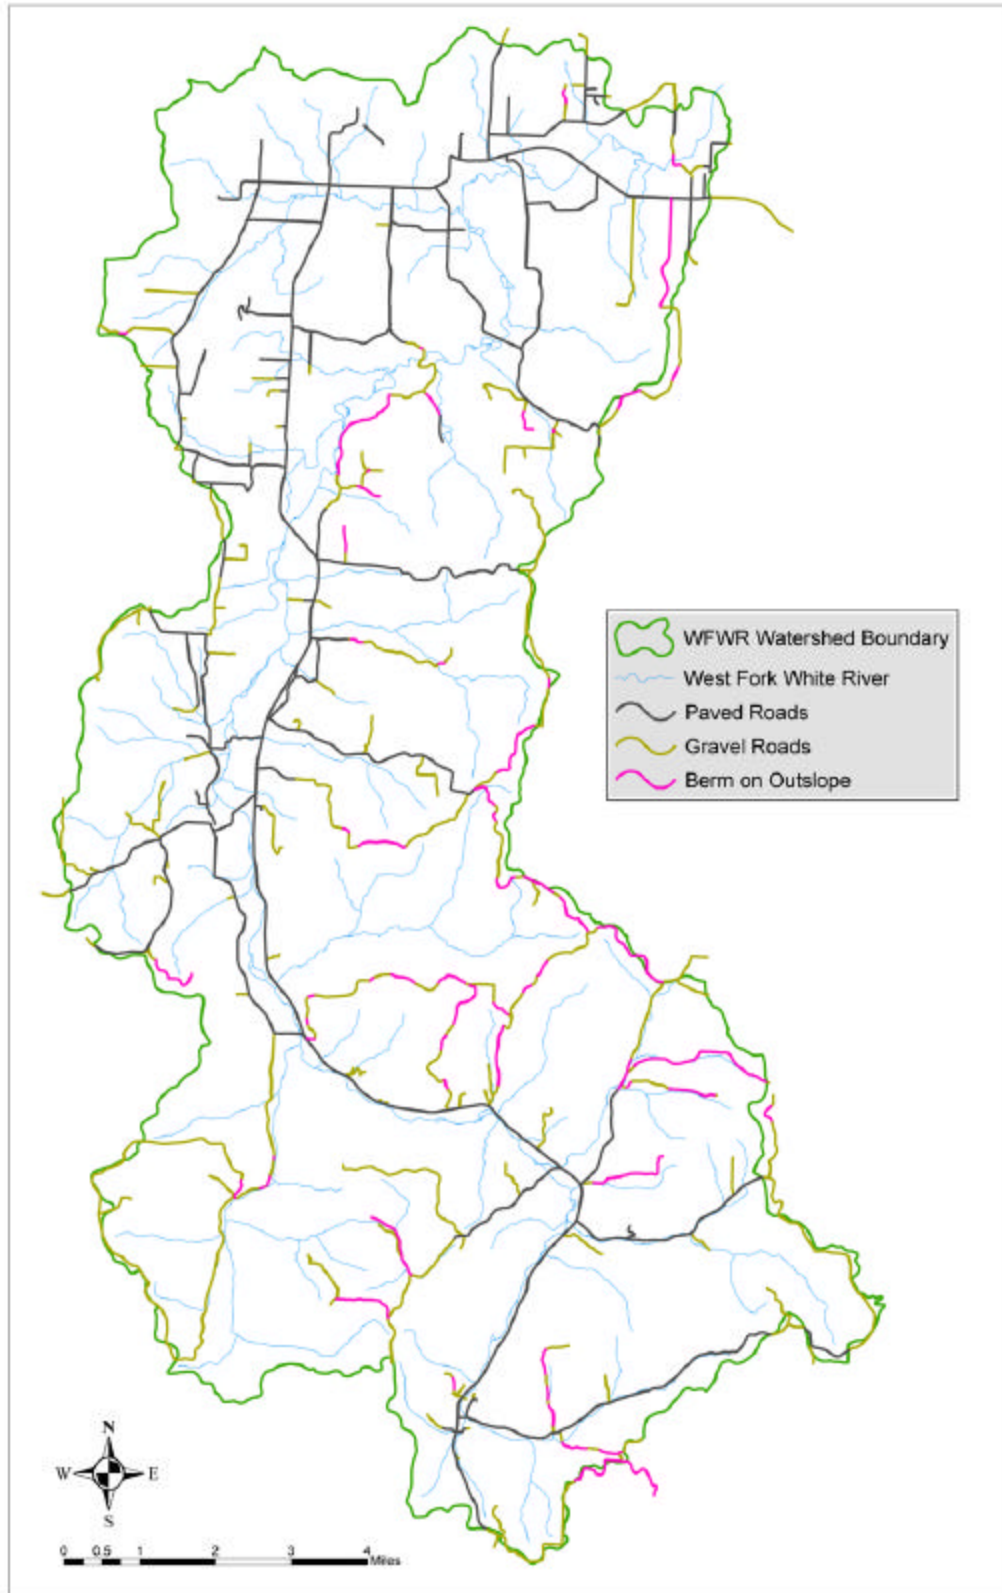 WFWR Watershed Boundary
West Fork White River
Paved Roads
Gravel Roads
Berm on Outslope
N
W E
S
0 0.5 1 2 3 4
Miles